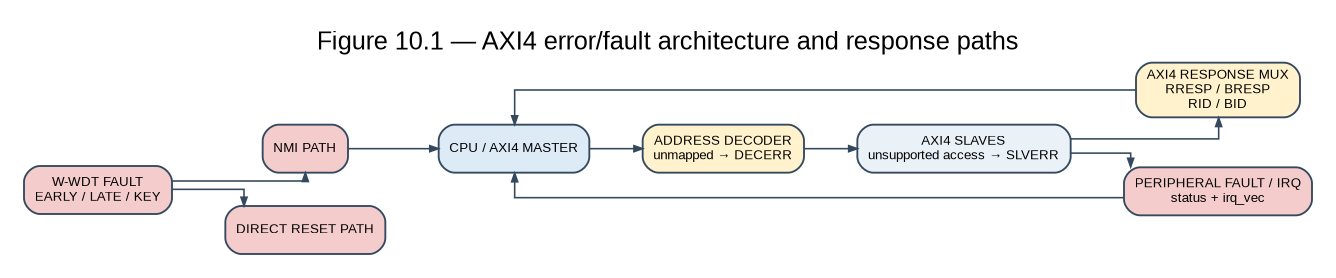 Figure 10.1 — AXI4 error/fault architecture and response paths
AXI4 RESPONSE MUX
RRESP / BRESP
RID / BID
NMI PATH
CPU / AXI4 MASTER
ADDRESS DECODER
unmapped → DECERR
AXI4 SLAVES
unsupported access → SLVERR
W-WDT FAULT
EARLY / LATE / KEY
PERIPHERAL FAULT / IRQ
status + irq_vec
DIRECT RESET PATH